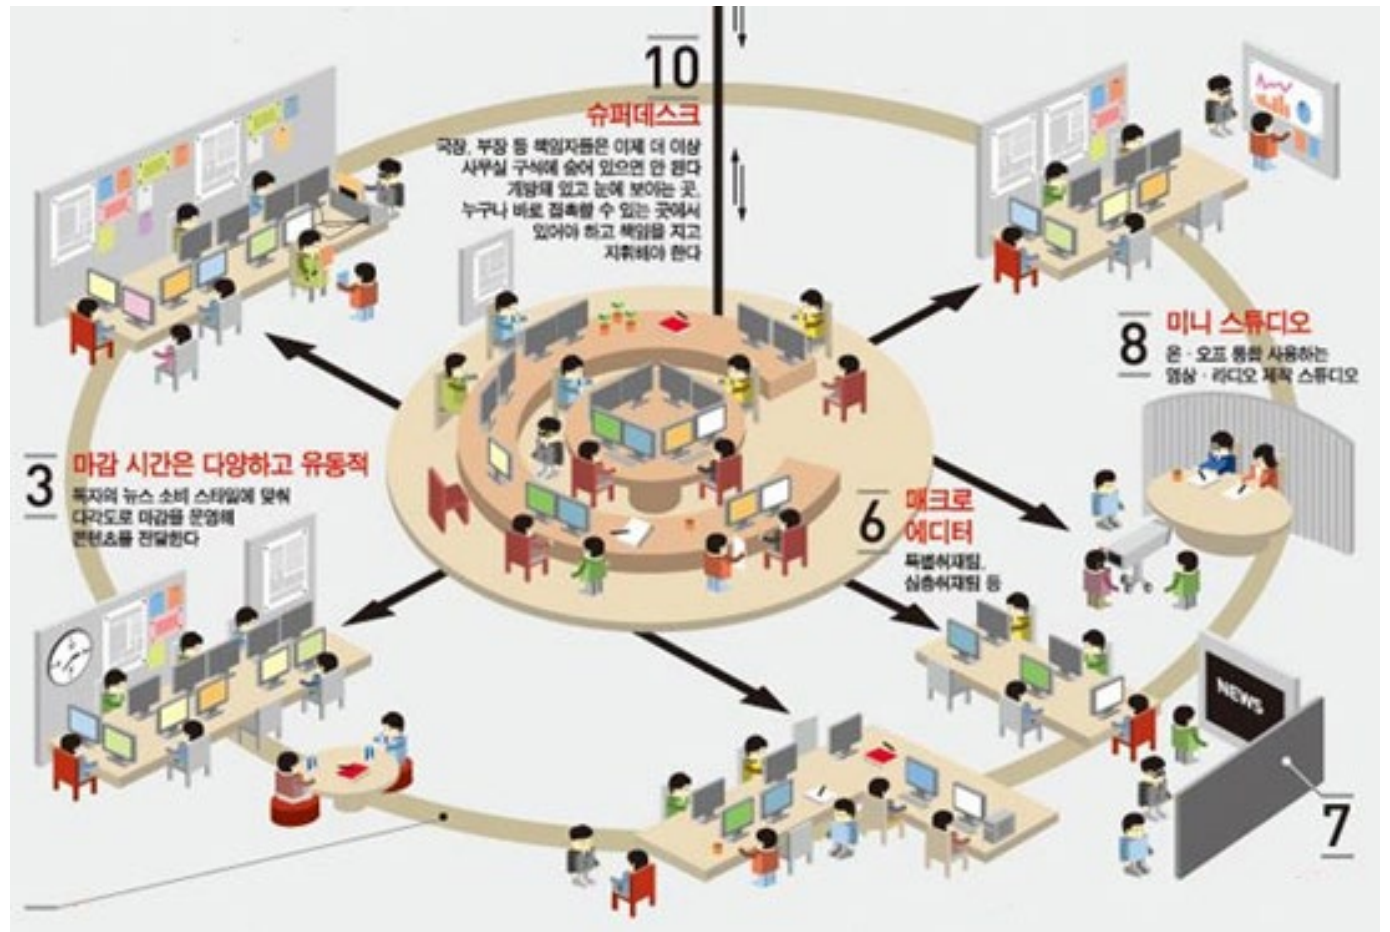 10
슈퍼데스크
국장, 부장 등 책임자들은 이제 더 이상
사무실 구석에 숨어 있으면 안 된다
개방돼 있고 눈에 보이는 곳,
누구나 바로 접촉할 수 있는 곳에서
있어야 하고 책임을 지고
지휘해야 한다
8
미니 스튜디오
온·오프 통합 사용하는
영상·라디오 제작 스튜디오
3
마감 시간은 다양하고 유동적
독자의 뉴스 소비 스타일에 맞춰
다각도로 마감을 운영해
콘텐츠를 전달한다
6
매크로
에디터
특별취재팀,
심층취재팀 등
NEWS
7